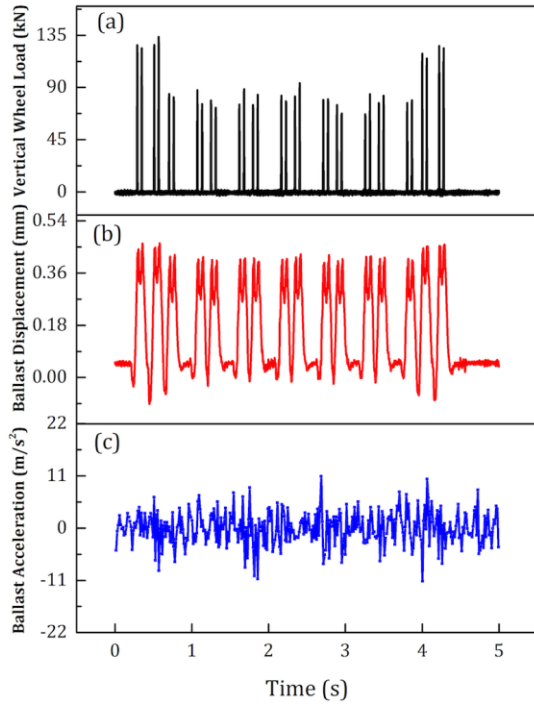 (a)
Vertical Wheel Load (kN)
135
90
45
0
(b)
Ballast Displacement (mm)
0.54
0.36
0.18
0.00
(c)
Ballast Acceleration (m/s²)
22
11
0
-11
-22
0 1 2 3 4 5
Time (s)